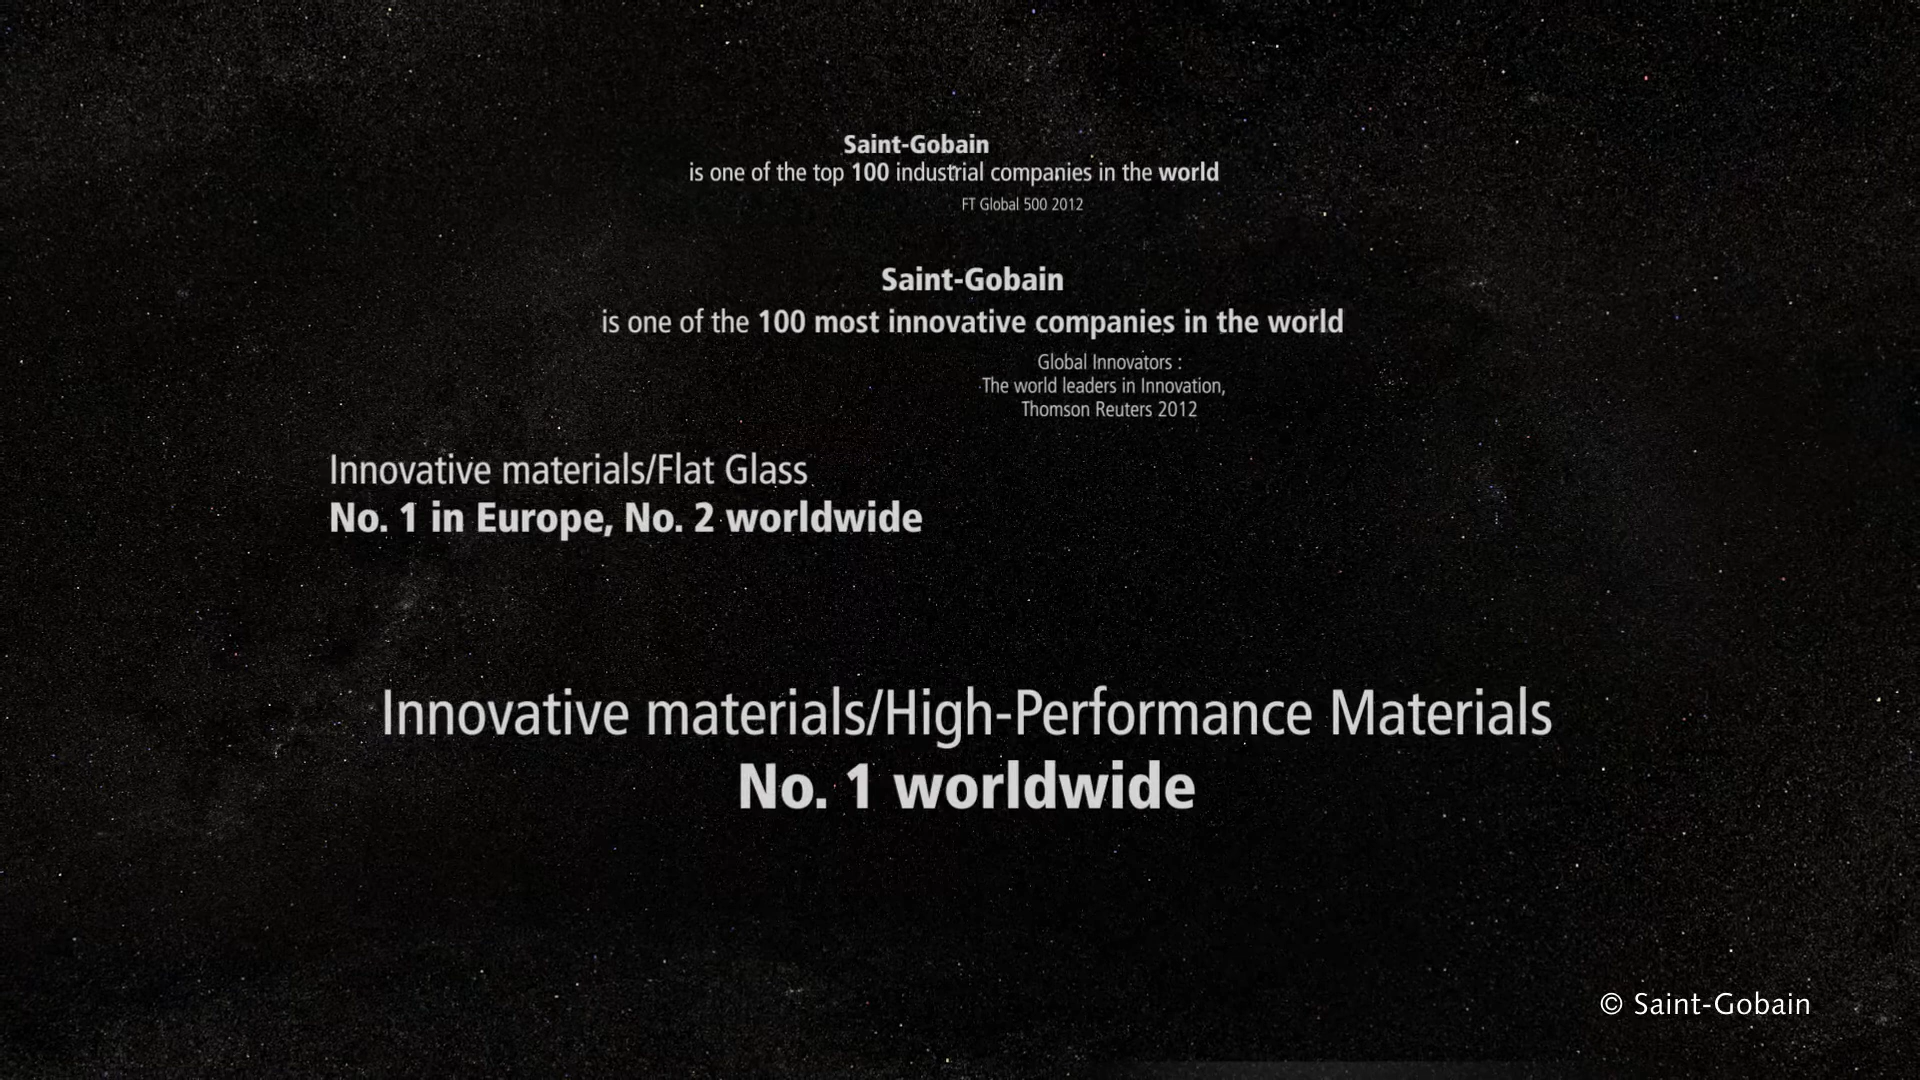 Saint-Gobain
is one of the top 100 industrial companies in the world
FT Global 500 2012
Saint-Gobain
is one of the 100 most innovative companies in the world
Global Innovators :
The world leaders in Innovation,
Thomson Reuters 2012
Innovative materials/Flat Glass
No. 1 in Europe, No. 2 worldwide
Innovative materials/High-Performance Materials
No. 1 worldwide
© Saint-Gobain